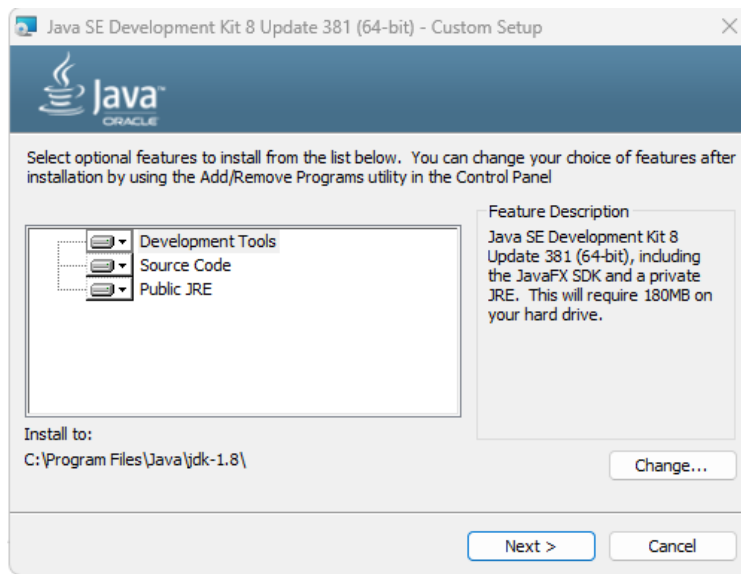 Java SE Development Kit 8 Update 381 (64-bit) - Custom Setup
Java™
ORACLE
Select optional features to install from the list below. You can change your choice of features after
installation by using the Add/Remove Programs utility in the Control Panel
Development Tools
Source Code
Public JRE
Feature Description
Java SE Development Kit 8
Update 381 (64-bit), including
the JavaFX SDK and a private
JRE. This will require 180MB on
your hard drive.
Install to:
C:\Program Files\Java\jdk-1.8\
Change...
Next >
Cancel